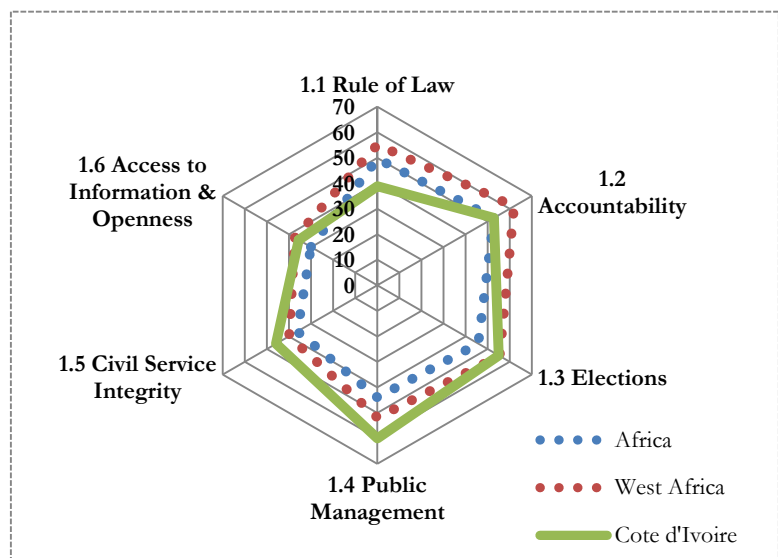 1.1 Rule of Law
70
60
50
40
30
20
10
0
1.2
Accountability
1.3 Elections
1.4 Public
Management
1.5 Civil Service
Integrity
1.6 Access to
Information &
Openness
Africa
West Africa
Cote d'Ivoire